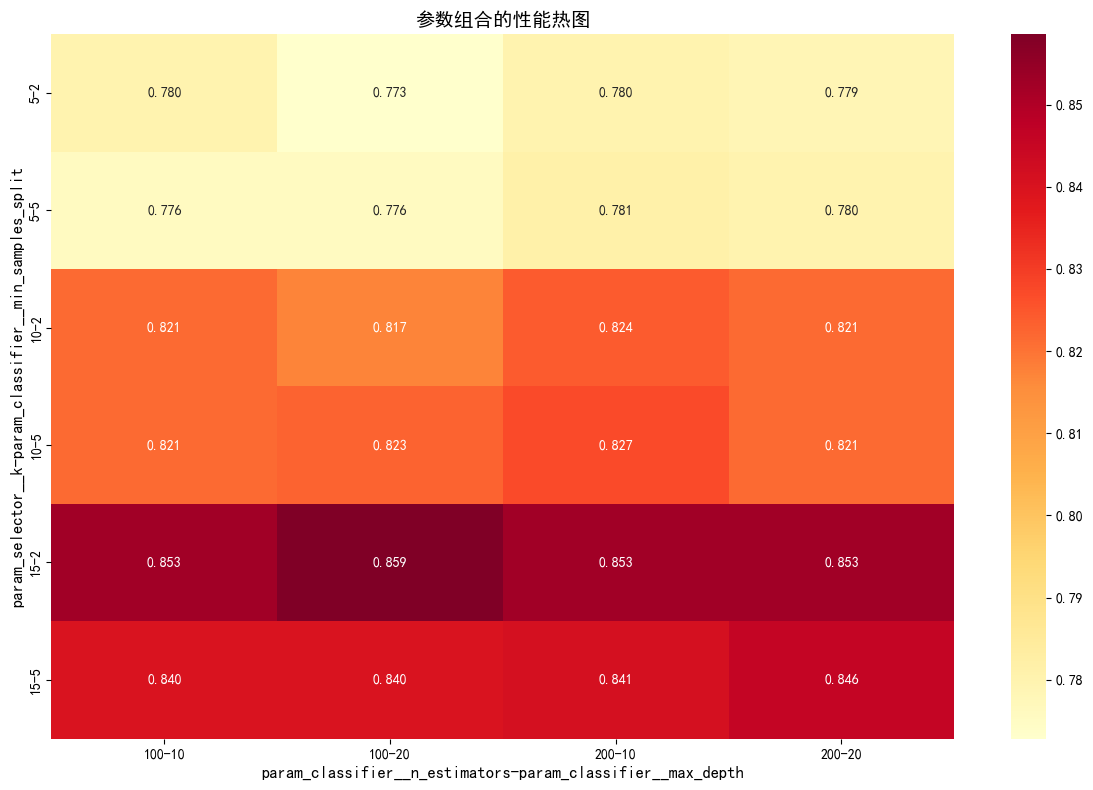 参数组合的性能热图
param_selector__k-param_classifier__min_samples_split
5-2
0.780 0.773 0.780 0.779
5-5
0.776 0.776 0.781 0.780
10-2
0.821 0.817 0.824 0.821
10-5
0.821 0.823 0.827 0.821
15-2
0.853 0.859 0.853 0.853
15-5
0.840 0.840 0.841 0.846
100-10 100-20 200-10 200-20
param_classifier__n_estimators-param_classifier__max_depth
0.85
0.84
0.83
0.82
0.81
0.80
0.79
0.78